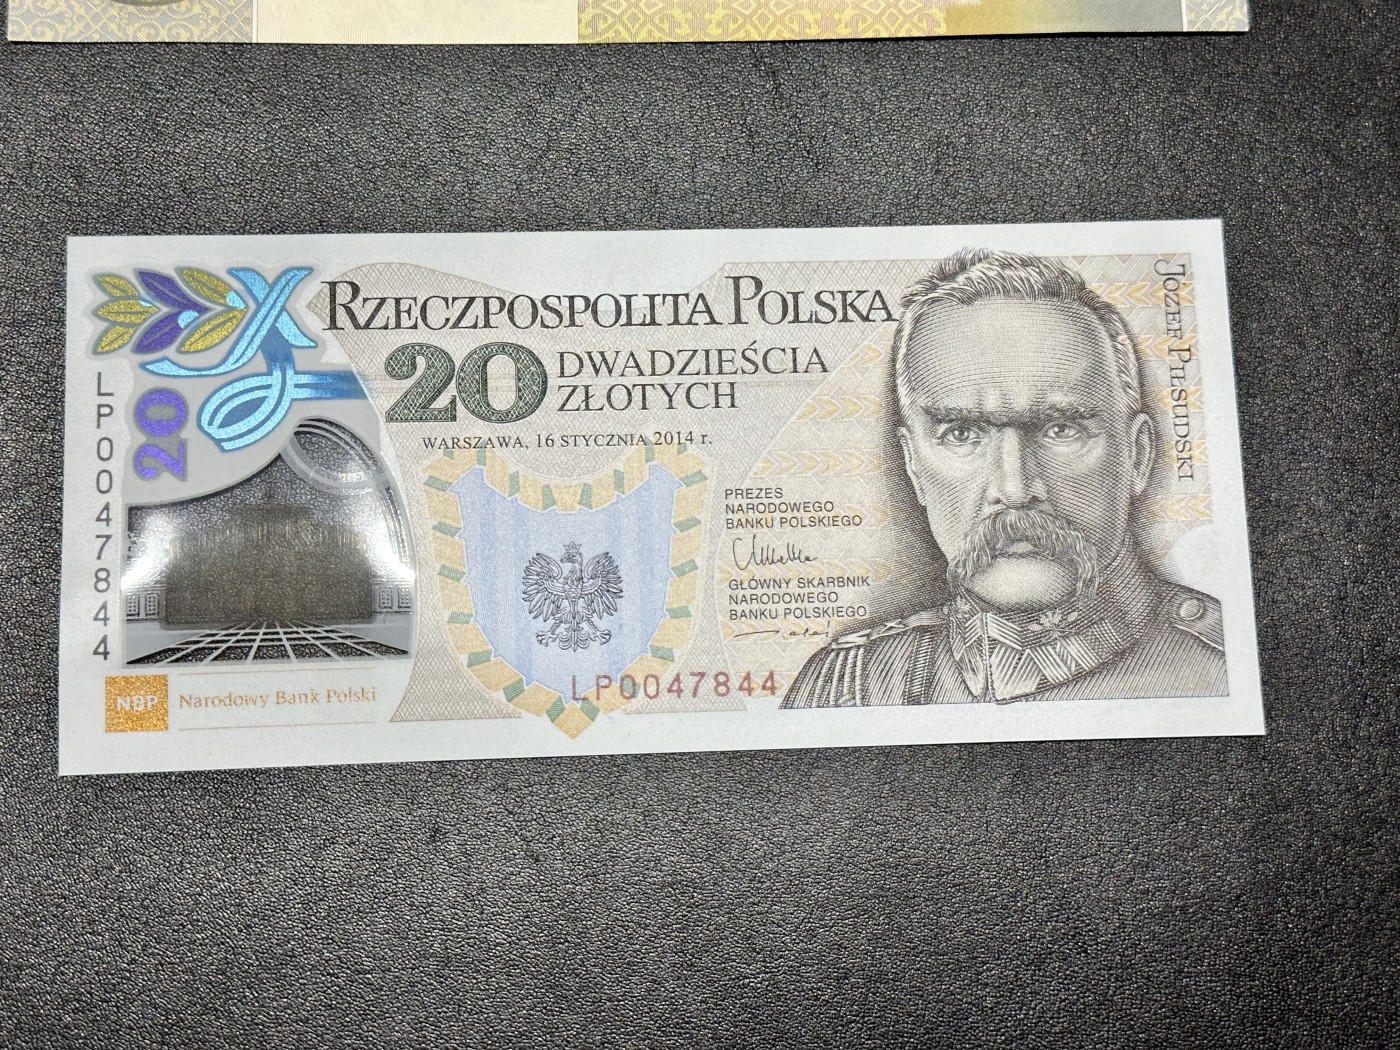 RZECZPOSPOLITA POLSKA
20
DWADZIEŚCIA
ZŁOTYCH
WARSZAWA, 16 STYCZNIA 2014 r.
PREZES
NARODOWEGO
BANKU POLSKIEGO
GŁÓWNY SKARBNIK
NARODOWEGO
BANKU POLSKIEGO
LP0047844
JÓZEF PIŁSUDSKI
20
LP0047844
NBP
Narodowy Bank Polski